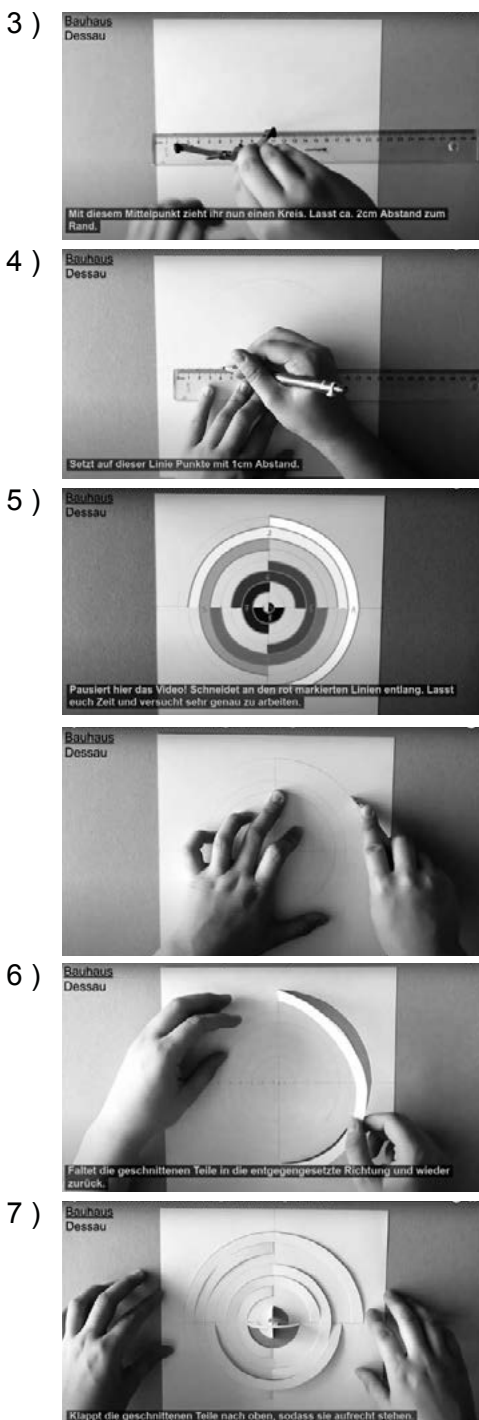 3 )
Bauhaus
Dessau
Mit diesem Mittelpunkt zieht ihr nun einen Kreis. Lasst ca. 2cm Abstand zum
Rand.
4 )
Bauhaus
Dessau
Setzt auf dieser Linie Punkte mit 1cm Abstand.
5 )
Bauhaus
Dessau
Pausiert hier das Video! Schneidet an den rot markierten Linien entlang. Lasst
euch Zeit und versucht sehr genau zu arbeiten.
Bauhaus
Dessau
6 )
Bauhaus
Dessau
Faltet die geschnittenen Teile in die entgegengesetzte Richtung und wieder
zurück.
7 )
Bauhaus
Dessau
Klappt die geschnittenen Teile nach oben, sodass sie aufrecht stehen.